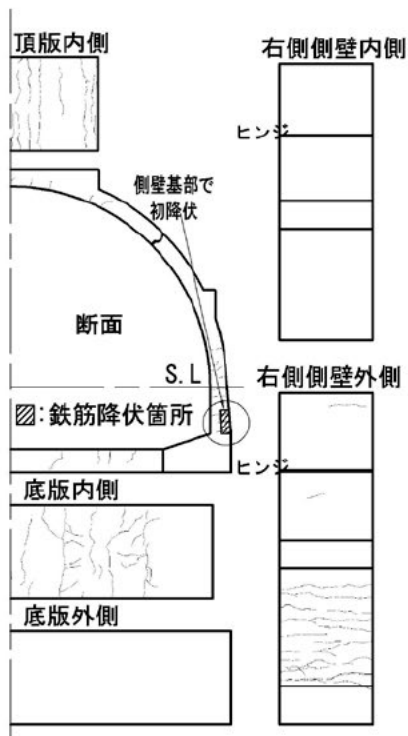 頂版内側
右側側壁内側
ヒンジ
側壁基部で
初降伏
断面
S.L
右側側壁外側
▨:鉄筋降伏箇所
ヒンジ
底版内側
底版外側